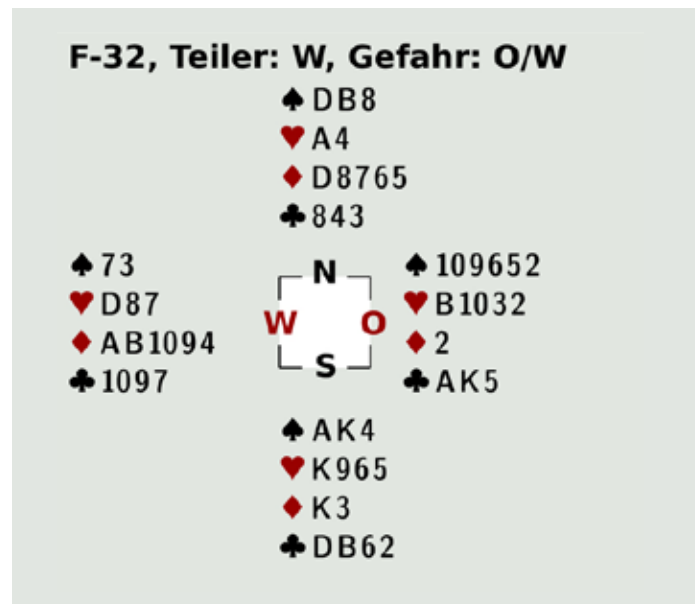 F-32, Teiler: W, Gefahr: O/W
♠ DB8
♥ A4
♦ D8765
♣ 843
♠ 73
♥ D87
♦ AB1094
♣ 1097
N
W O
S
♠ 109652
♥ B1032
♦ 2
♣ AK5
♠ AK4
♥ K965
♦ K3
♣ DB62